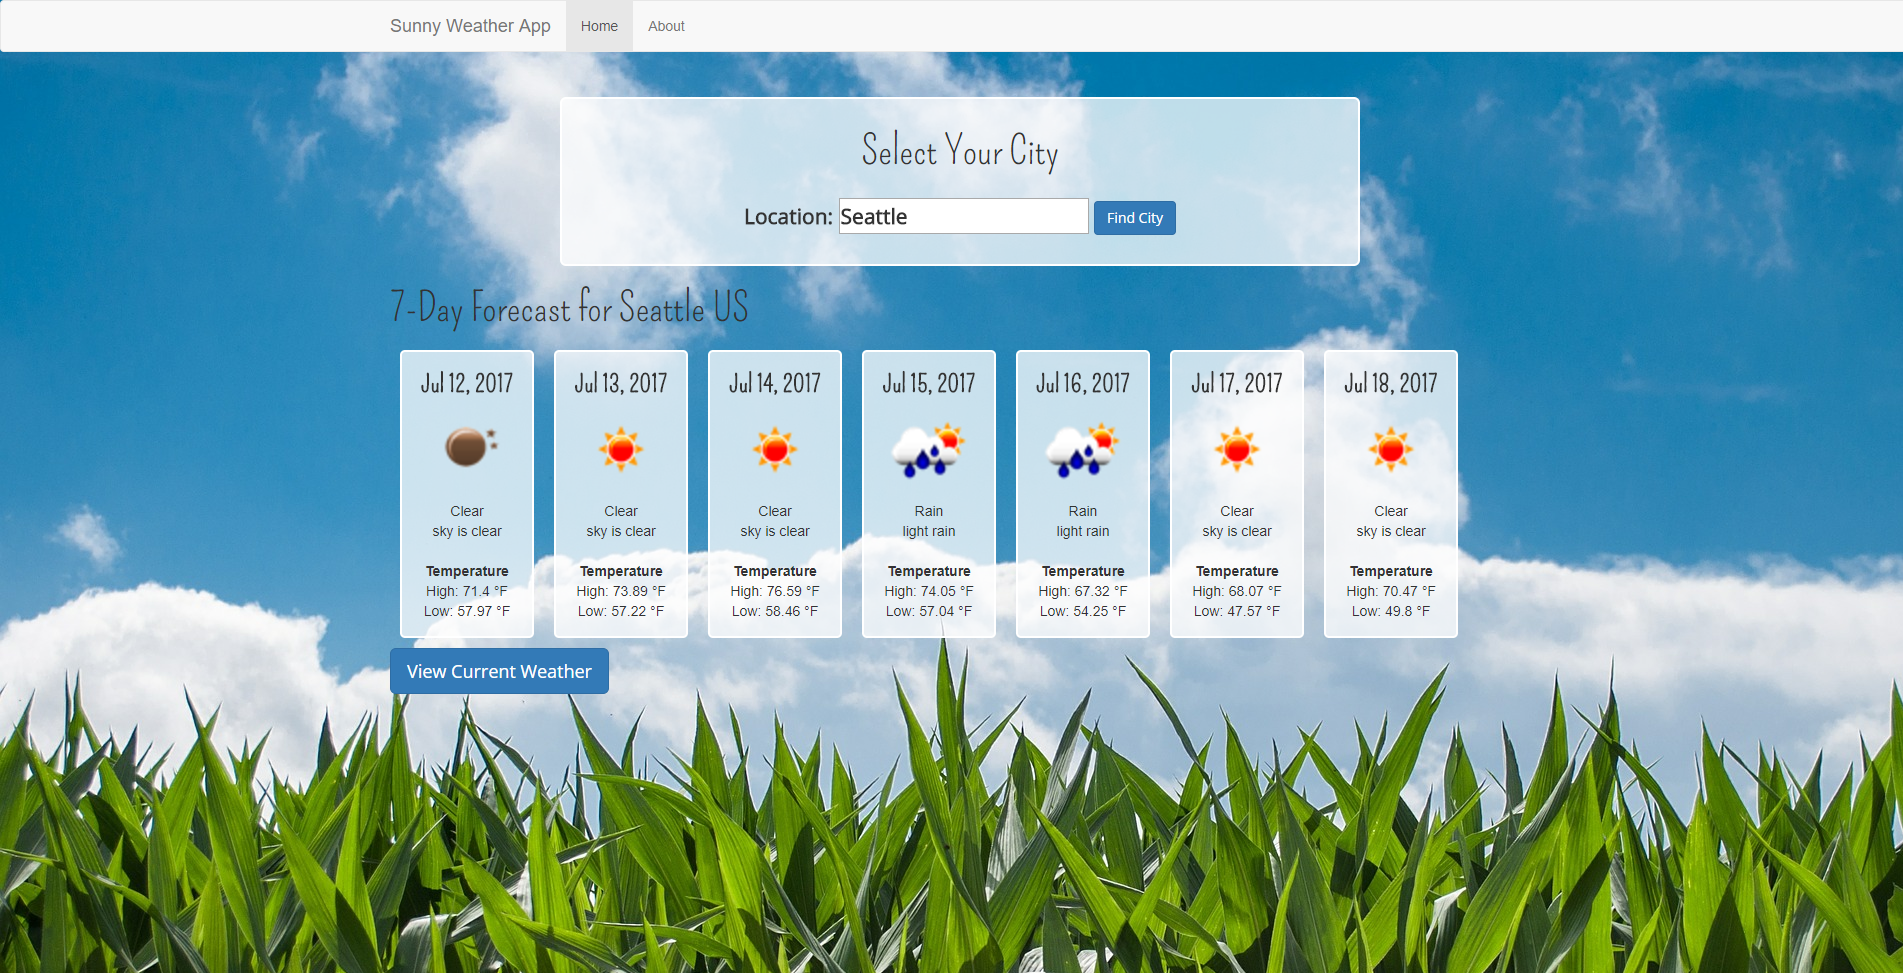 Sunny Weather App Home About
Select Your City
Location: Seattle Find City
7-Day Forecast for Seattle US
Jul 12, 2017
Clear
sky is clear
Temperature
High: 71.4 °F
Low: 57.97 °F
Jul 13, 2017
Clear
sky is clear
Temperature
High: 73.89 °F
Low: 57.22 °F
Jul 14, 2017
Clear
sky is clear
Temperature
High: 76.59 °F
Low: 58.46 °F
Jul 15, 2017
Rain
light rain
Temperature
High: 74.05 °F
Low: 57.04 °F
Jul 16, 2017
Rain
light rain
Temperature
High: 67.32 °F
Low: 54.25 °F
Jul 17, 2017
Clear
sky is clear
Temperature
High: 68.07 °F
Low: 47.57 °F
Jul 18, 2017
Clear
sky is clear
Temperature
High: 70.47 °F
Low: 49.8 °F
View Current Weather